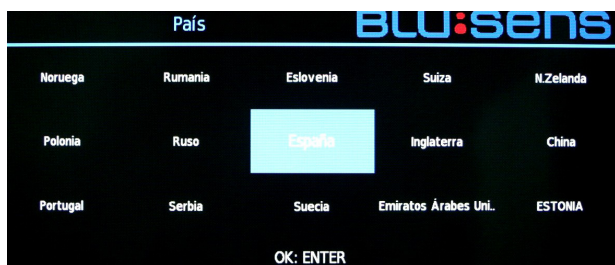 País
BLU:sens
Noruega Rumania Eslovenia Suiza N.Zelanda
Polonia Ruso España Inglaterra China
Portugal Serbia Suecia Emiratos Árabes Uni.. ESTONIA
OK: ENTER